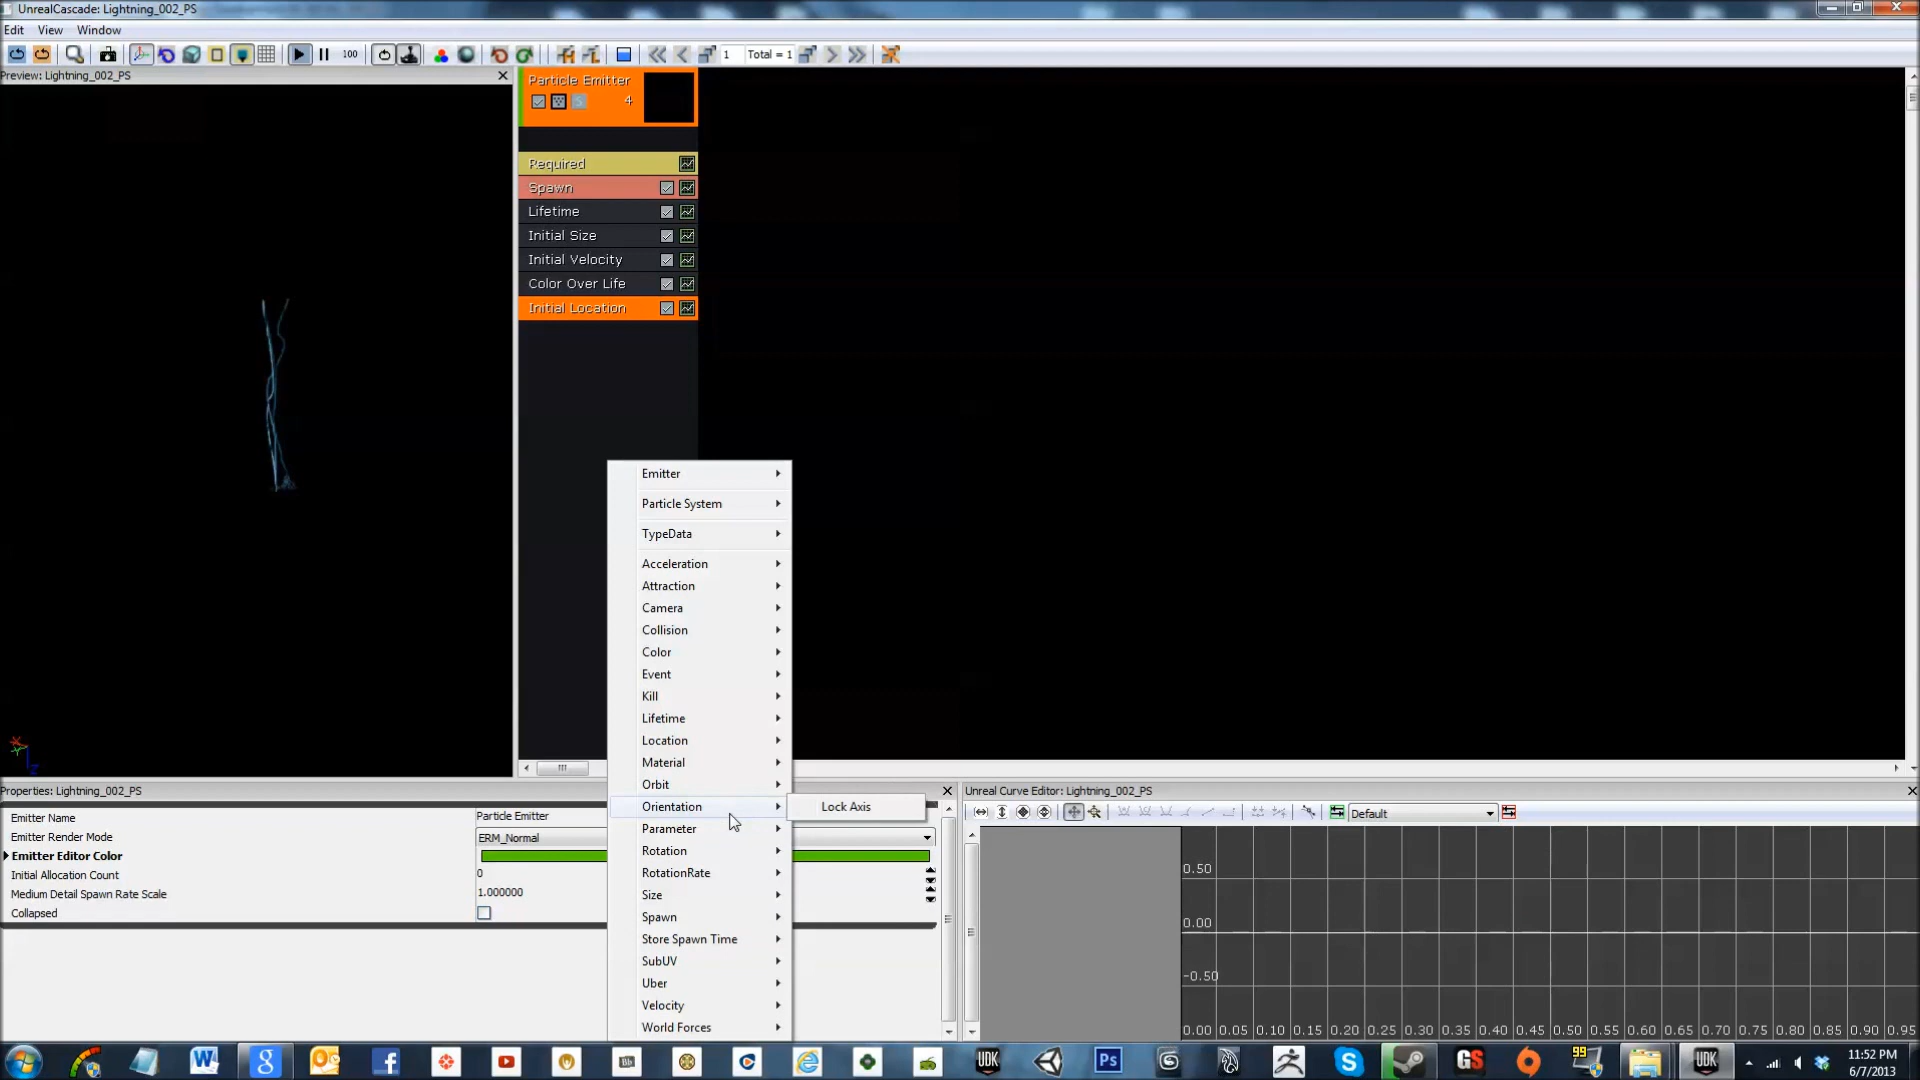 UnrealCascade: Lightning_002_PS
Edit View Window
100
1 Total = 1
Preview: Lightning_002_PS
Particle Emitter
S 4
Required
Spawn
Lifetime
Initial Size
Initial Velocity
Color Over Life
Initial Location
Emitter
Particle System
TypeData
Acceleration
Attraction
Camera
Collision
Color
Event
Kill
Lifetime
Location
Material
Orbit
Orientation
Lock Axis
Parameter
Rotation
RotationRate
Size
Spawn
Store Spawn Time
SubUV
Uber
Velocity
World Forces
Z
Properties: Lightning_002_PS
Emitter Name Particle Emitter
Emitter Render Mode ERM_Normal
Emitter Editor Color
Initial Allocation Count 0
Medium Detail Spawn Rate Scale 1.000000
Collapsed
Unreal Curve Editor: Lightning_002_PS
Default
0.50
0.00
-0.50
0.00 0.05 0.10 0.15 0.20 0.25 0.30 0.35 0.40 0.45 0.50 0.55 0.60 0.65 0.70 0.75 0.80 0.85 0.90 0.95
W g f Bb UDK Ps S GS 99 UDK
11:52 PM
6/7/2013